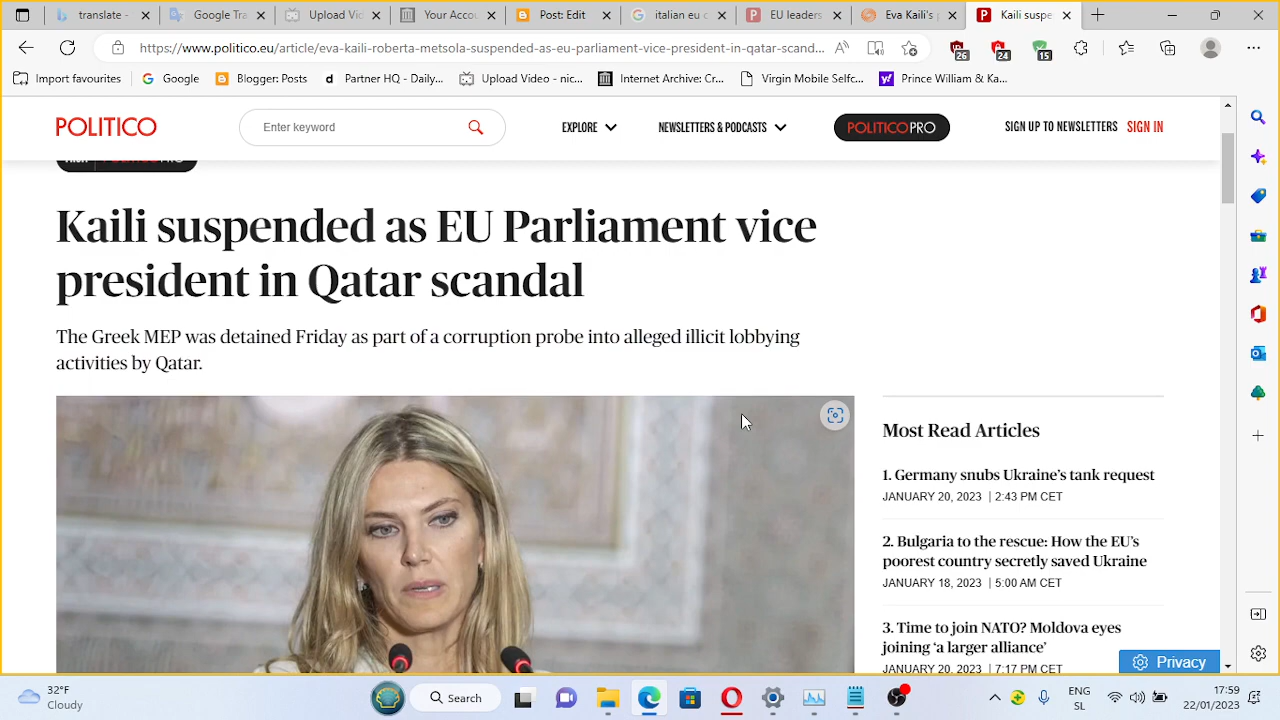 British translate -
Google Tra
Upload Video
Your Accou
Post Edit
italian eu c
EU leaders
Eva Kaili's
Kaili suspe
https://www.politico.eu/article/eva-kaili-roberta-metsola-suspended-as-eu-parliament-vice-president-in-qatar-scand...
26
24
15
Import favourites
Google
Blogger: Posts
d Partner HQ - Daily...
Upload Video - nic...
Internet Archive: Cr...
Virgin Mobile Selfc...
Prince William & Ka...
POLITICO
Enter keyword
EXPLORE
NEWSLETTERS & PODCASTS
POLITICOPRO
SIGN UP TO NEWSLETTERS
SIGN IN
Kaili suspended as EU Parliament vice
president in Qatar scandal
The Greek MEP was detained Friday as part of a corruption probe into alleged illicit lobbying
activities by Qatar.
Most Read Articles
1. Germany snubs Ukraine's tank request
JANUARY 20, 2023 | 2:43 PM CET
2. Bulgaria to the rescue: How the EU's
poorest country secretly saved Ukraine
JANUARY 18, 2023 | 5:00 AM CET
3. Time to join NATO? Moldova eyes
joining 'a larger alliance'
JANUARY 20, 2023 | 7:17 PM CET
Privacy
32°F
Cloudy
Search
ENG
SL
17:59
22/01/2023